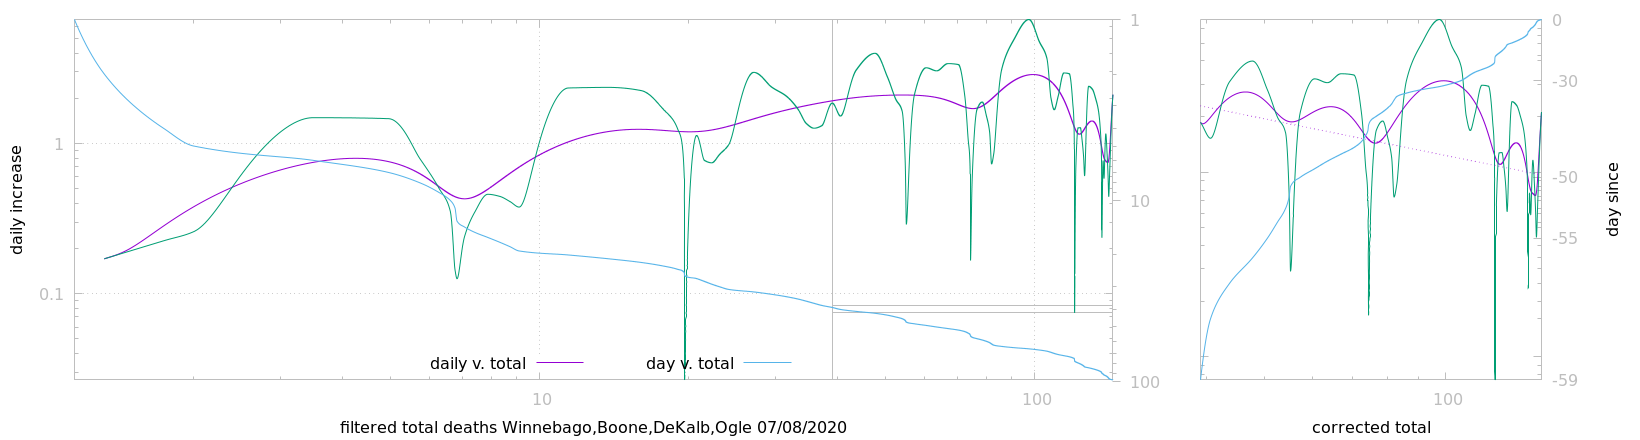 daily increase
1
0.1
daily v. total
day v. total
10
100
1
10
100
filtered total deaths Winnebago,Boone,DeKalb,Ogle 07/08/2020
0
-30
-50
-55
-59
day since
100
corrected total